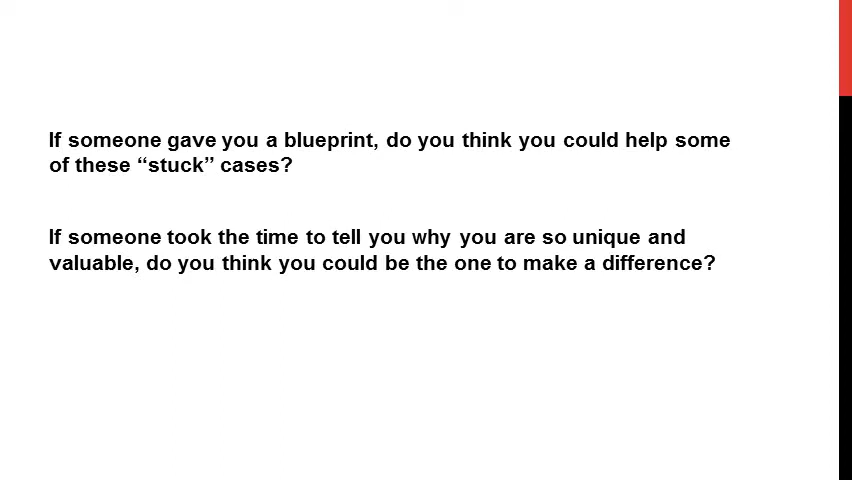 If someone gave you a blueprint, do you think you could help some
of these “stuck” cases?
If someone took the time to tell you why you are so unique and
valuable, do you think you could be the one to make a difference?